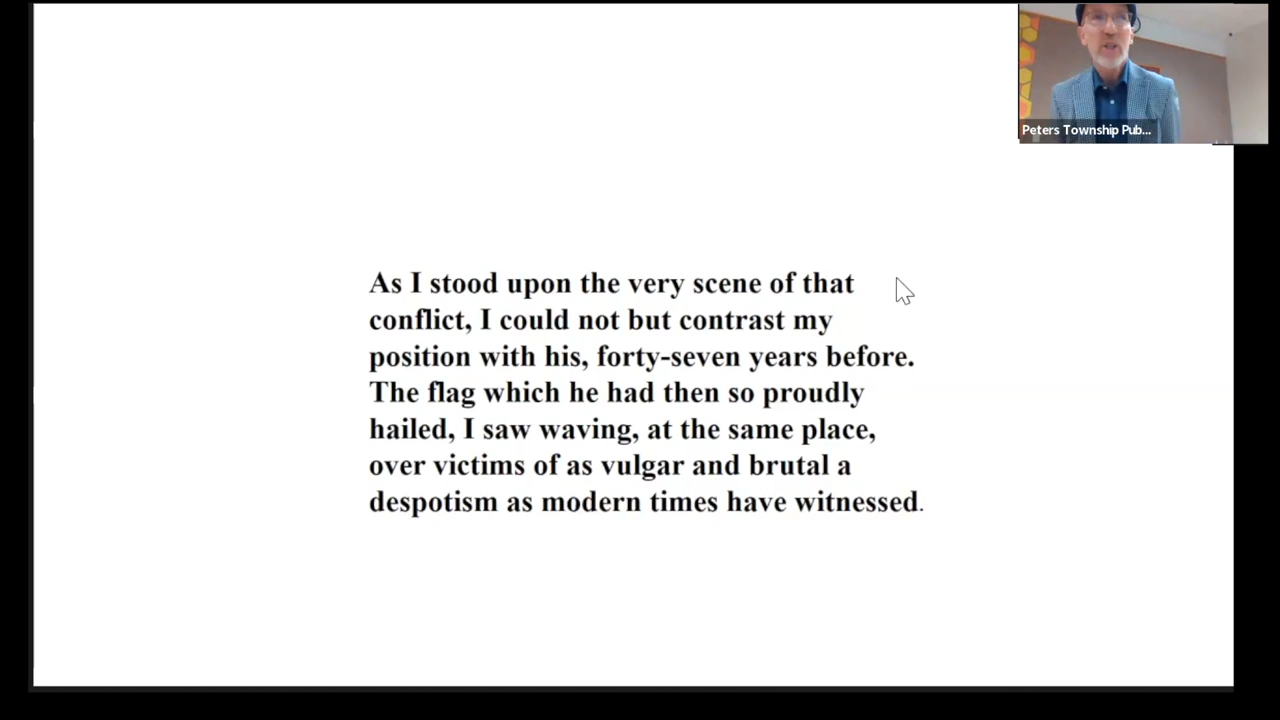 Peters Township Pub...
As I stood upon the very scene of that
conflict, I could not but contrast my
position with his, forty-seven years before.
The flag which he had then so proudly
hailed, I saw waving, at the same place,
over victims of as vulgar and brutal a
despotism as modern times have witnessed.